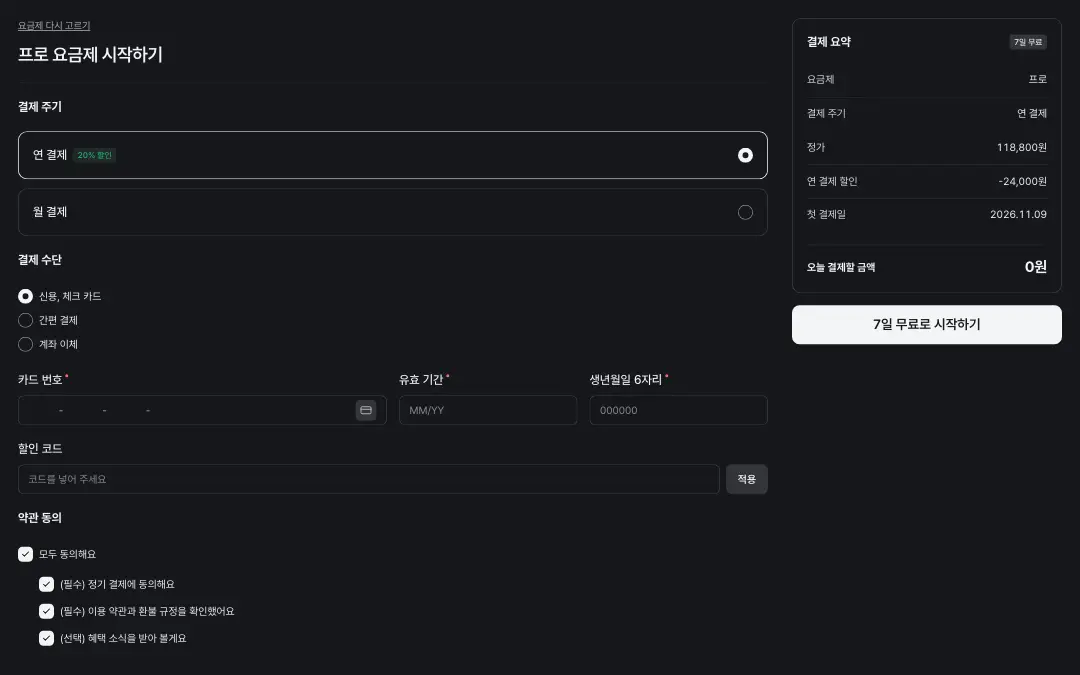 요금제 다시 고르기
프로 요금제 시작하기
결제 주기
연 결제 20% 할인
월 결제
결제 수단
신용, 체크 카드
간편 결제
계좌 이체
카드 번호 *
- - -
유효 기간 *
MM/YY
생년월일 6자리 *
000000
할인 코드
코드를 넣어 주세요
적용
약관 동의
모두 동의해요
(필수) 정기 결제에 동의해요
(필수) 이용 약관과 환불 규정을 확인했어요
(선택) 혜택 소식을 받아 볼게요
결제 요약 7일 무료
요금제 프로
결제 주기 연 결제
정가 118,800원
연 결제 할인 -24,000원
첫 결제일 2026.11.09
오늘 결제할 금액 0원
7일 무료로 시작하기